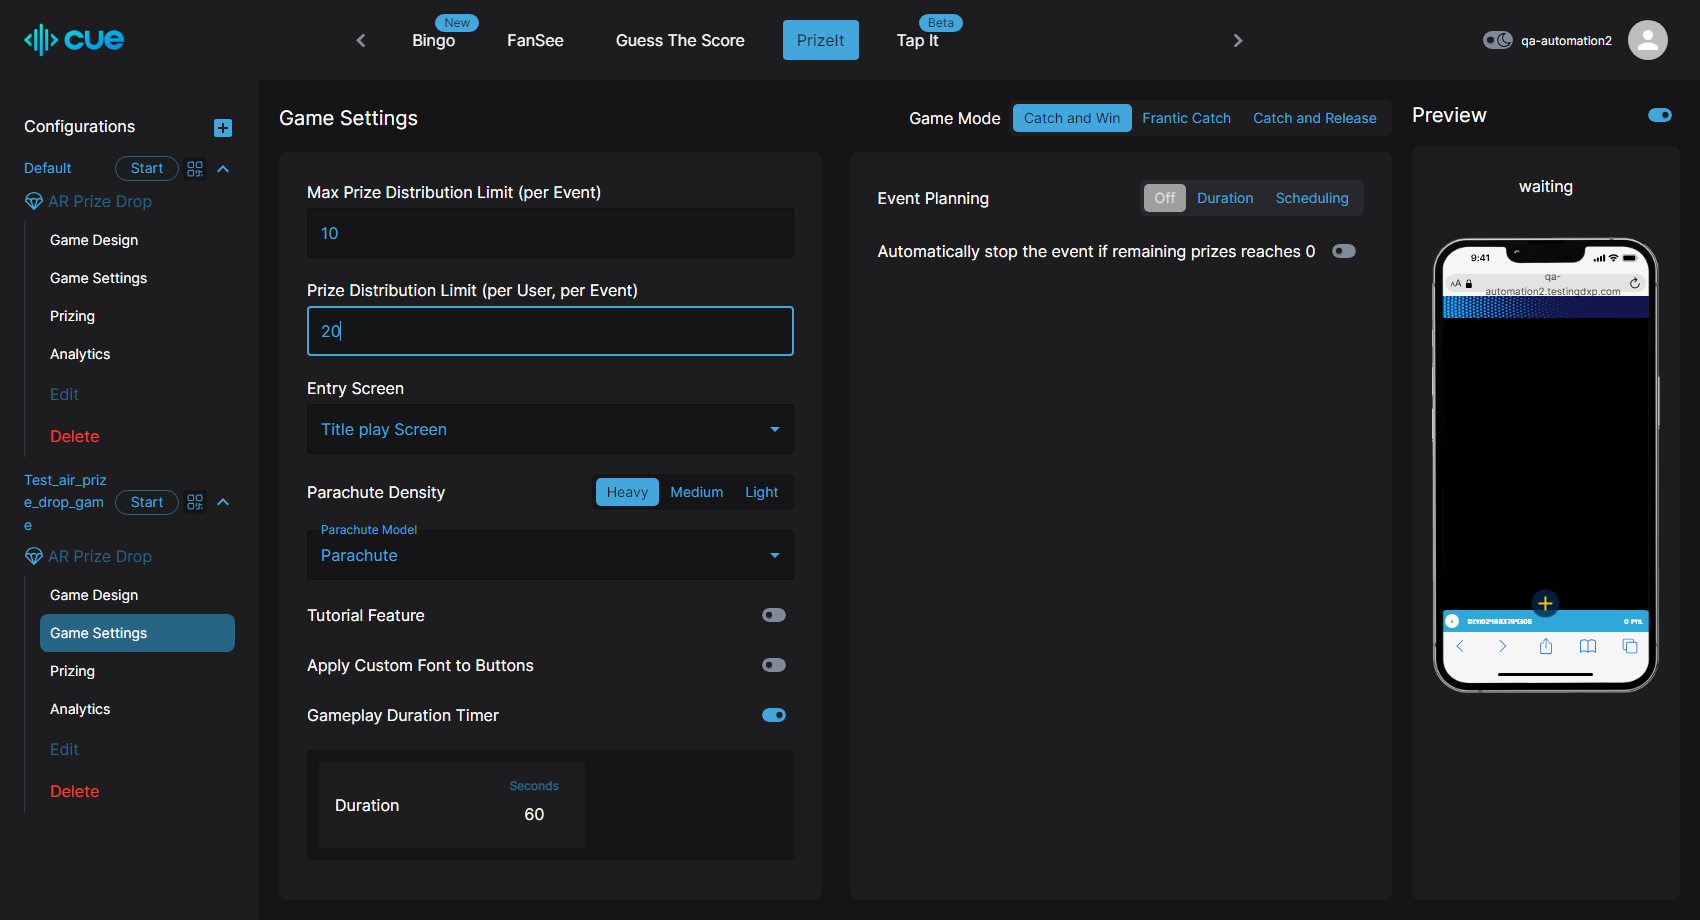 cue
New
Bingo
FanSee
Guess The Score
PrizeIt
Beta
Tap It
qa-automation2
Configurations
Default
Start
AR Prize Drop
Game Design
Game Settings
Prizing
Analytics
Edit
Delete
Test_air_priz
e_drop_gam
e
Start
AR Prize Drop
Game Design
Game Settings
Prizing
Analytics
Edit
Delete
Game Settings
Game Mode
Catch and Win
Frantic Catch
Catch and Release
Max Prize Distribution Limit (per Event)
10
Prize Distribution Limit (per User, per Event)
20
Entry Screen
Title play Screen
Parachute Density
Heavy
Medium
Light
Parachute Model
Parachute
Tutorial Feature
Apply Custom Font to Buttons
Gameplay Duration Timer
Duration
Seconds
60
Event Planning
Off
Duration
Scheduling
Automatically stop the event if remaining prizes reaches 0
Preview
waiting
9:41
AA
qa-
automation2.testingdxp.com
0 PTS.